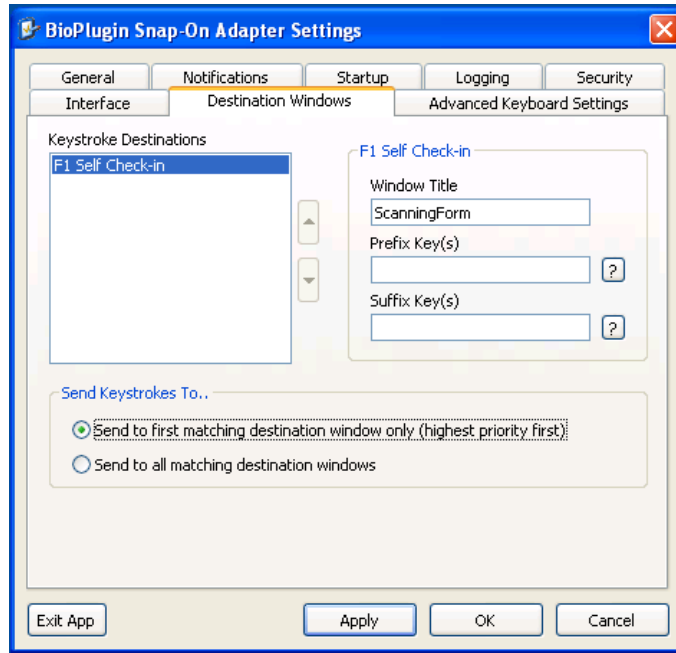 BioPlugin Snap-On Adapter Settings
General Notifications Startup Logging Security
Interface Destination Windows Advanced Keyboard Settings
Keystroke Destinations
F1 Self Check-in
F1 Self Check-in
Window Title
ScanningForm
Prefix Key(s)
?
Suffix Key(s)
?
Send Keystrokes To..
Send to first matching destination window only (highest priority first)
Send to all matching destination windows
Exit App Apply OK Cancel